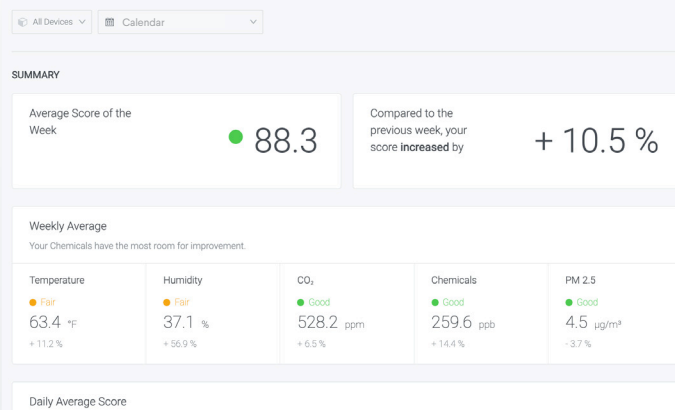 All Devices
Calendar
SUMMARY
Average Score of the
Week
88.3
Compared to the
previous week, your
score increased by
+ 10.5 %
Weekly Average
Your Chemicals have the most room for improvement.
Temperature
Humidity
CO₂
Chemicals
PM 2.5
Fair
Fair
Good
Good
Good
63.4 °F
37.1 %
528.2 ppm
259.6 ppb
4.5 µg/m³
+ 11.2 %
+ 56.9 %
+ 6.5 %
+ 14.4 %
- 3.7 %
Daily Average Score